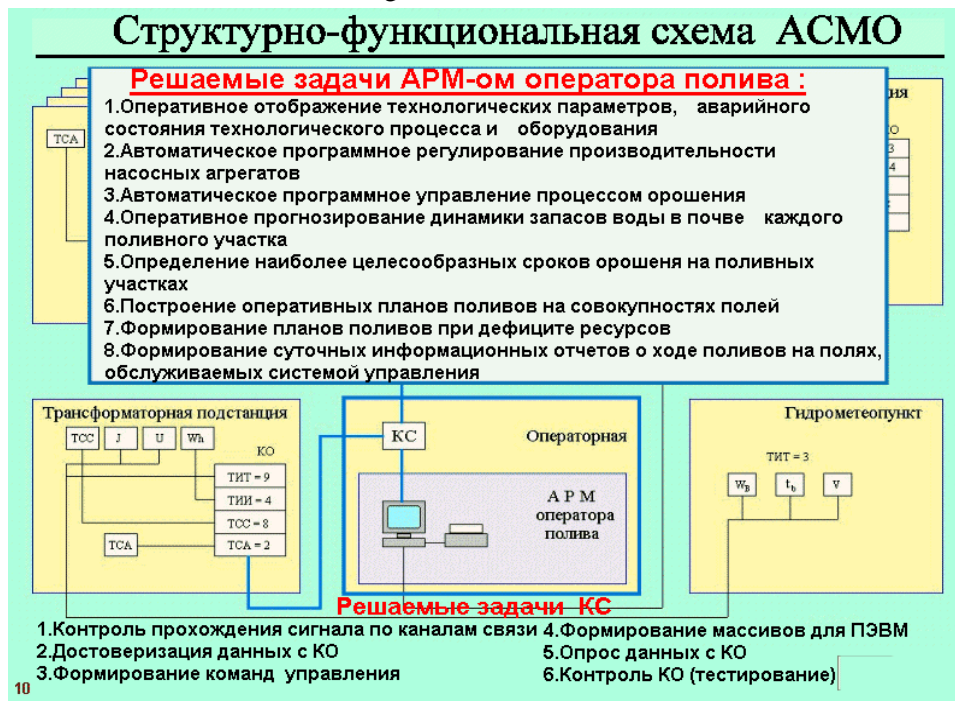 Структурно-функциональная схема АСМО
Решаемые задачи АРМ-ом оператора полива :
1.Оперативное отображение технологических параметров, аварийного
состояния технологического процесса и оборудования
2.Автоматическое программное регулирование производительности
насосных агрегатов
3.Автоматическое программное управление процессом орошения
4.Оперативное прогнозирование динамики запасов воды в почве каждого
поливного участка
5.Определение наиболее целесообразных сроков орошеня на поливных
участках
6.Построение оперативных планов поливов на совокупностях полей
7.Формирование планов поливов при дефиците ресурсов
8.Формирование суточных информационных отчетов о ходе поливов на полях,
обслуживаемых системой управления
ТСА
Трансформаторная подстанция
ТСС J U Wh
КО
ТИТ = 9
ТИИ = 4
ТСС = 8
ТСА = 2
ТСА
КС
Операторная
А Р М
оператора
полива
Гидрометеопункт
ТИТ = 3
Wв tь v
Решаемые задачи КС
1.Контроль прохождения сигнала по каналам связи
2.Достоверизация данных с КО
3.Формирование команд управления
4.Формирование массивов для ПЭВМ
5.Опрос данных с КО
6.Контроль КО (тестирование)
10